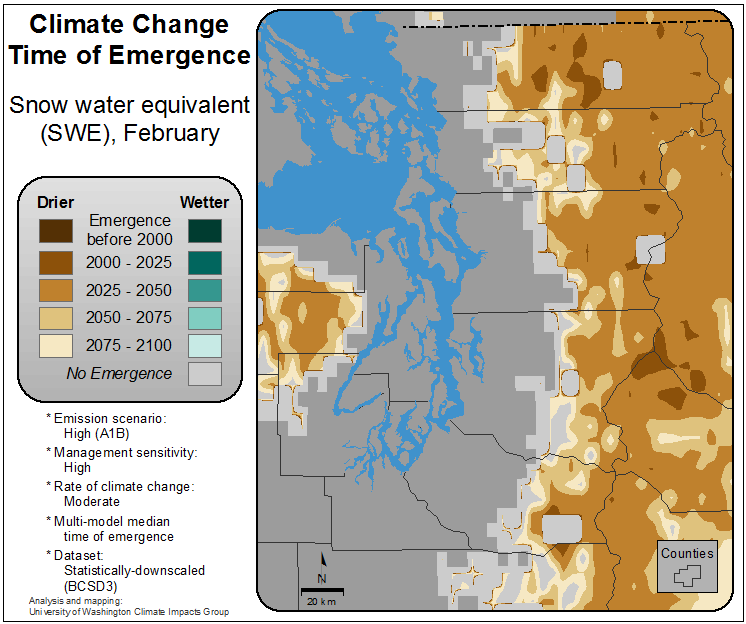 Climate Change
Time of Emergence
Snow water equivalent
(SWE), February
Drier Wetter
Emergence
before 2000
2000 - 2025
2025 - 2050
2050 - 2075
2075 - 2100
No Emergence
* Emission scenario:
High (A1B)
* Management sensitivity:
High
* Rate of climate change:
Moderate
* Multi-model median
time of emergence
* Dataset:
Statistically-downscaled
(BCSD3)
Analysis and mapping:
University of Washington Climate Impacts Group
N
20 km
Counties